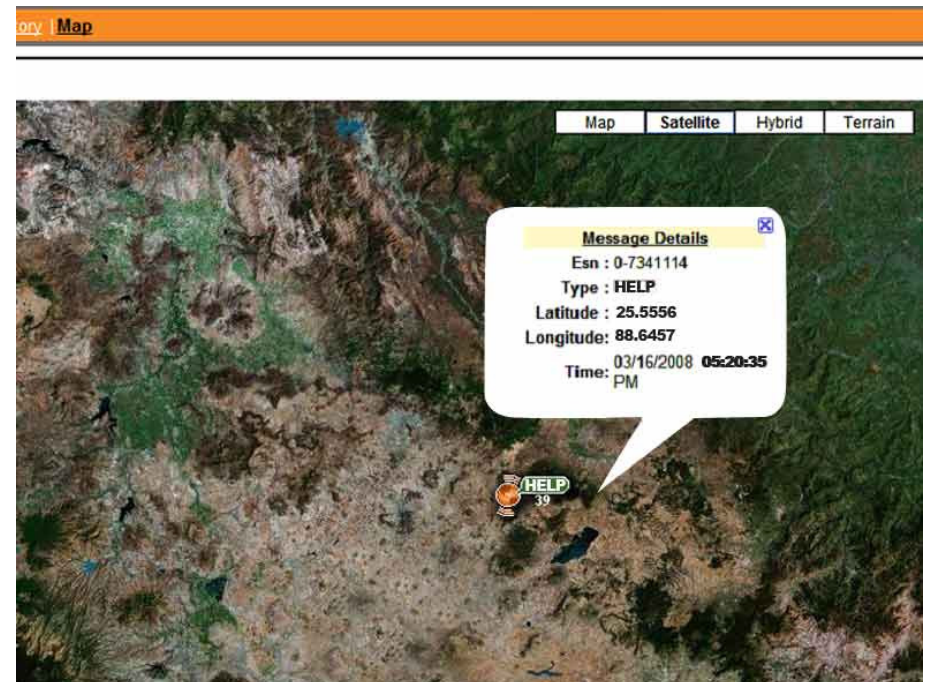 ory | Map
Map Satellite Hybrid Terrain
Message Details
Esn : 0-7341114
Type : HELP
Latitude : 25.5556
Longitude: 88.6457
Time: 03/16/2008 05:20:35
PM
HELP
39